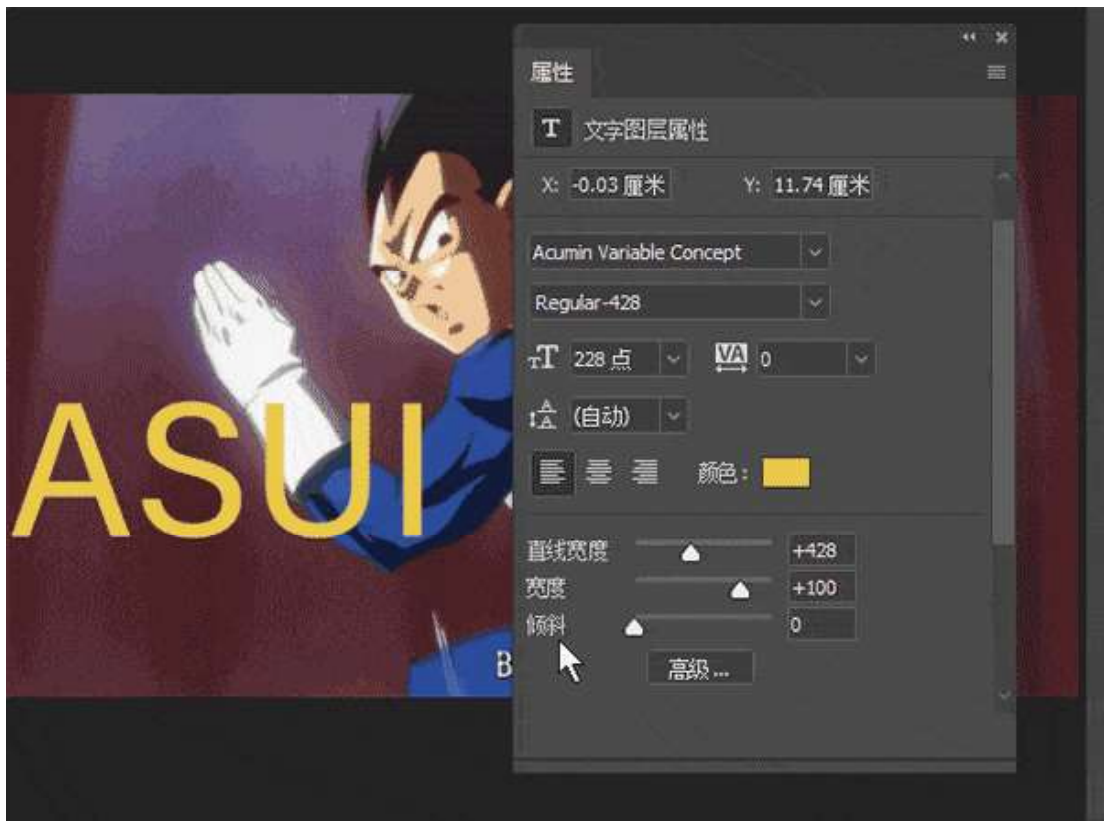 属性
T 文字图层属性
X: -0.03 厘米 Y: 11.74 厘米
Acumin Variable Concept
Regular-428
228 点 VA 0
(自动)
颜色:
ASUI
直线宽度 +428
宽度 +100
倾斜 0
B
高级...